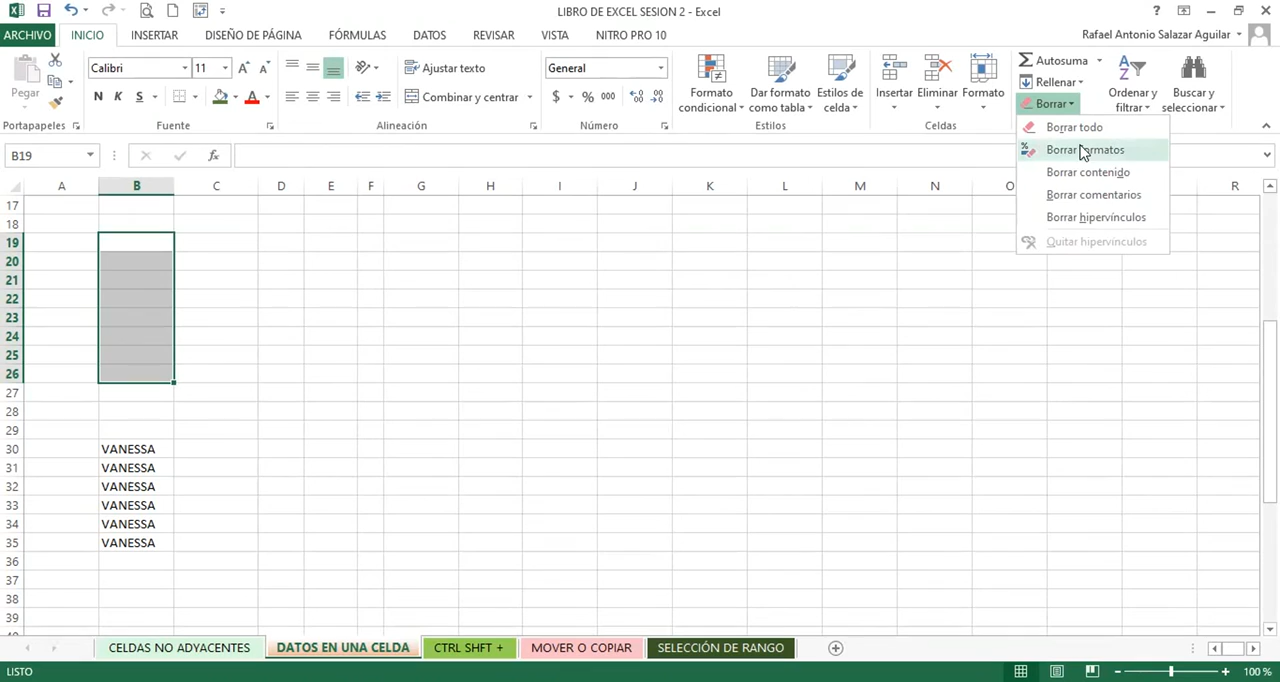 LIBRO DE EXCEL SESION 2 - Excel
?
ARCHIVO INICIO INSERTAR DISEÑO DE PÁGINA FÓRMULAS DATOS REVISAR VISTA NITRO PRO 10 Rafael Antonio Salazar Aguilar
Pegar
Calibri 11
N K S
Ajustar texto
Combinar y centrar
General
$ % 000
Formato condicional
Dar formato como tabla
Estilos de celda
Insertar
Eliminar
Formato
Autosuma
Rellenar
Borrar
Ordenar y filtrar
Buscar y seleccionar
Portapapeles Fuente Alineación Número Estilos Celdas
Borrar todo
Borrar formatos
Borrar contenido
Borrar comentarios
Borrar hipervínculos
Quitar hipervínculos
B19 fx
A B C D E F G H I J K L M N O R
17
18
19
20
21
22
23
24
25
26
27
28
29
30 VANESSA
31 VANESSA
32 VANESSA
33 VANESSA
34 VANESSA
35 VANESSA
36
37
38
39
CELDAS NO ADYACENTES DATOS EN UNA CELDA CTRL SHFT + MOVER O COPIAR SELECCIÓN DE RANGO
LISTO 100 %